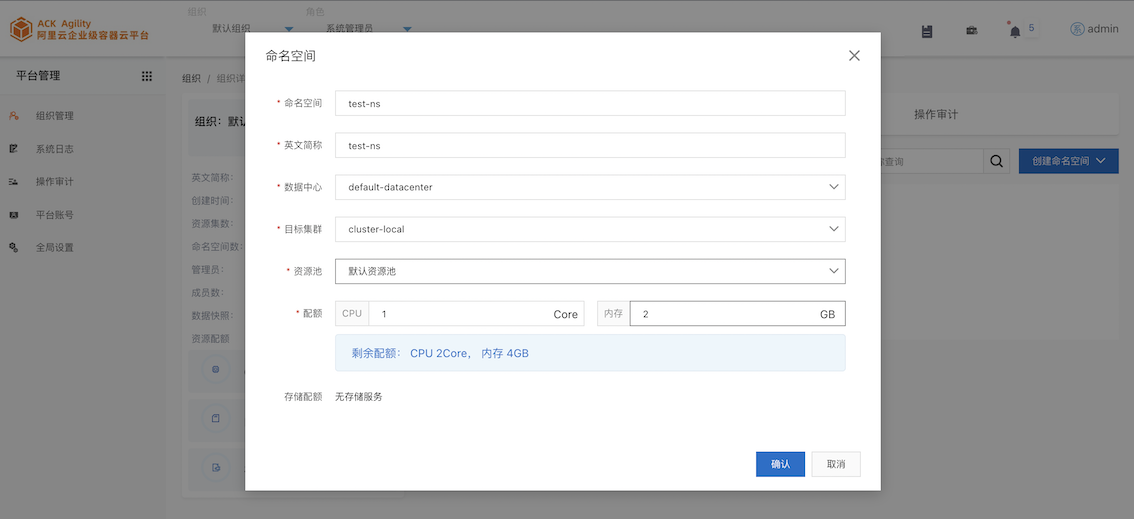 组织 角色
ACK Agility
阿里云企业级容器云平台
默认组织 系统管理员 5 系 admin
平台管理
组织 / 组织详
组织管理
系统日志
操作审计
平台账号
全局设置
组织：默认
英文简称：
创建时间：
资源集数：
命名空间数：
管理员：
成员数：
数据快照：
资源配额
操作审计
称查询
创建命名空间
命名空间
* 命名空间 test-ns
* 英文简称 test-ns
* 数据中心 default-datacenter
* 目标集群 cluster-local
* 资源池 默认资源池
* 配额 CPU 1 Core 内存 2 GB
剩余配额： CPU 2Core， 内存 4GB
存储配额 无存储服务
确认 取消